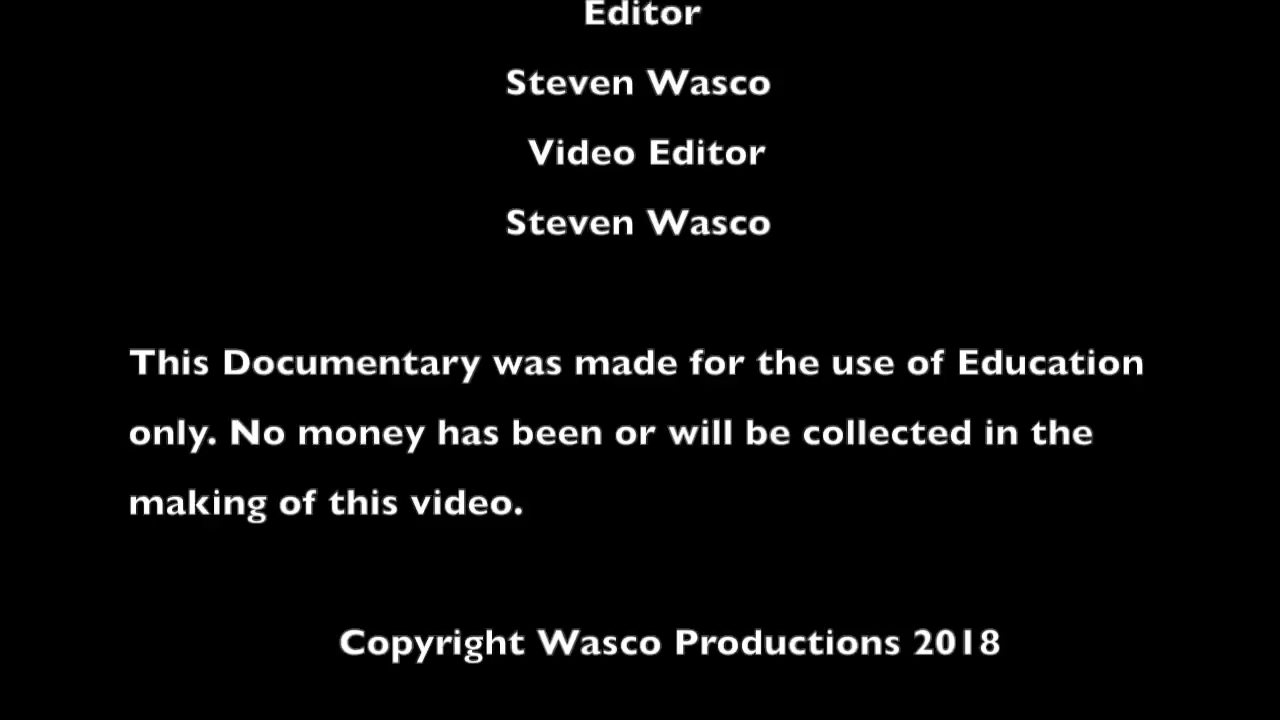 Editor
Steven Wasco
Video Editor
Steven Wasco
This Documentary was made for the use of Education
only. No money has been or will be collected in the
making of this video.
Copyright Wasco Productions 2018